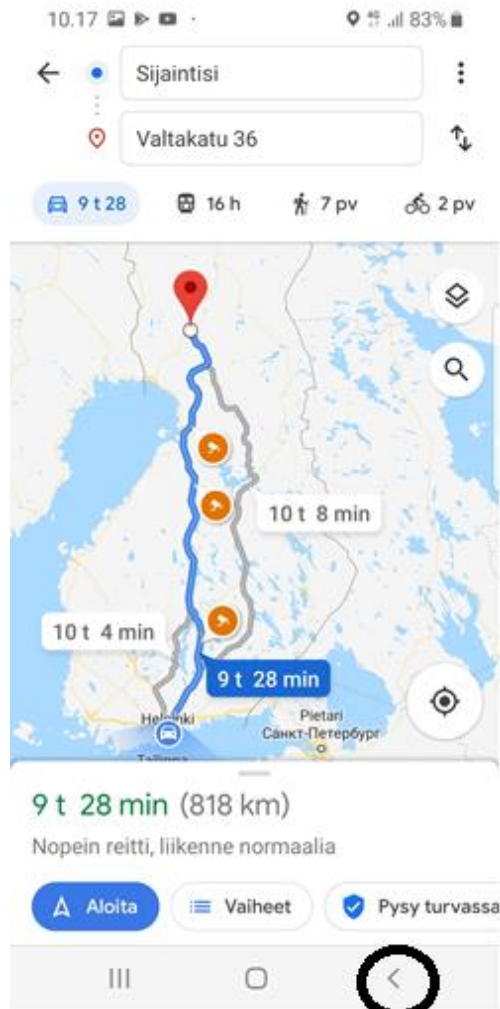 10.17
83%
Sijaintisi
Valtakatu 36
9 t 28
16 h
7 pv
2 pv
10 t 8 min
10 t 4 min
9 t 28 min
Helsinki
Pietari
Санкт-Петербург
Tallinna
9 t 28 min (818 km)
Nopein reitti, liikenne normaalia
Aloita
Vaiheet
Pysy turvassa